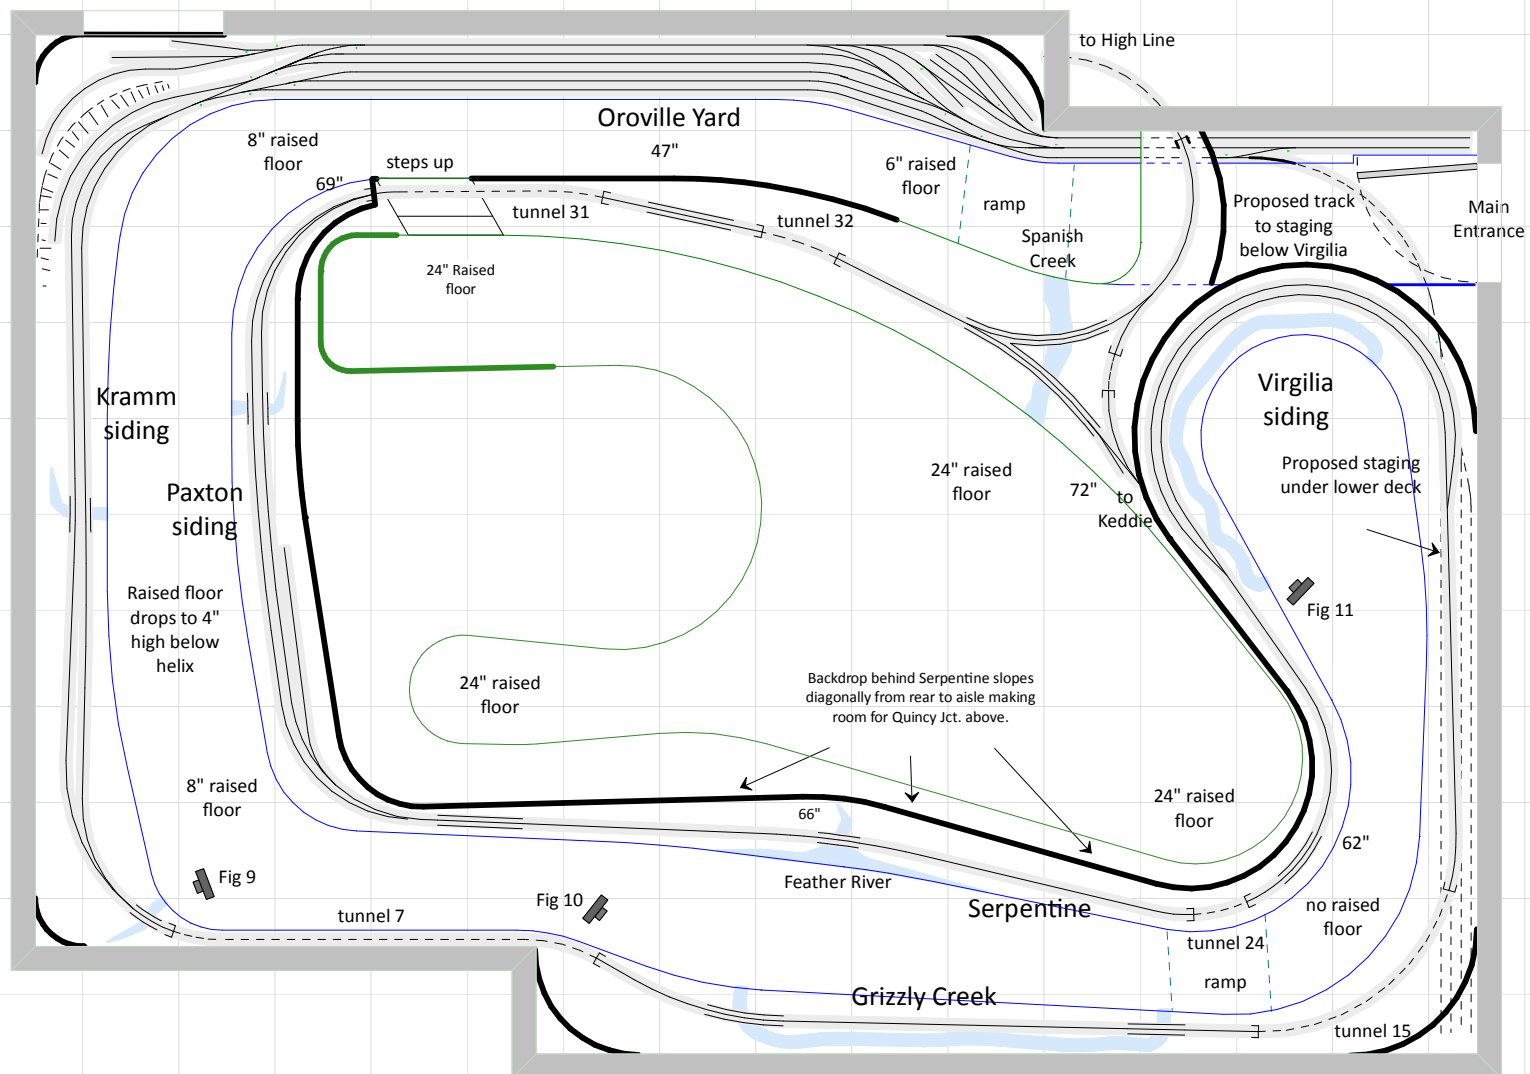 to High Line
Oroville Yard
47"
8" raised
floor
steps up
69"
6" raised
floor
ramp
tunnel 31
tunnel 32
Spanish
Creek
Proposed track
to staging
below Virgilia
Main
Entrance
24" Raised
floor
Kramm
siding
Virgilia
siding
Paxton
siding
24" raised
floor
72"
to
Keddie
Proposed staging
under lower deck
Raised floor
drops to 4"
high below
helix
Fig 11
24" raised
floor
Backdrop behind Serpentine slopes
diagonally from rear to aisle making
room for Quincy Jct. above.
8" raised
floor
66"
24" raised
floor
62"
Fig 9
Feather River
Fig 10
tunnel 7
Serpentine
no raised
floor
tunnel 24
ramp
Grizzly Creek
tunnel 15